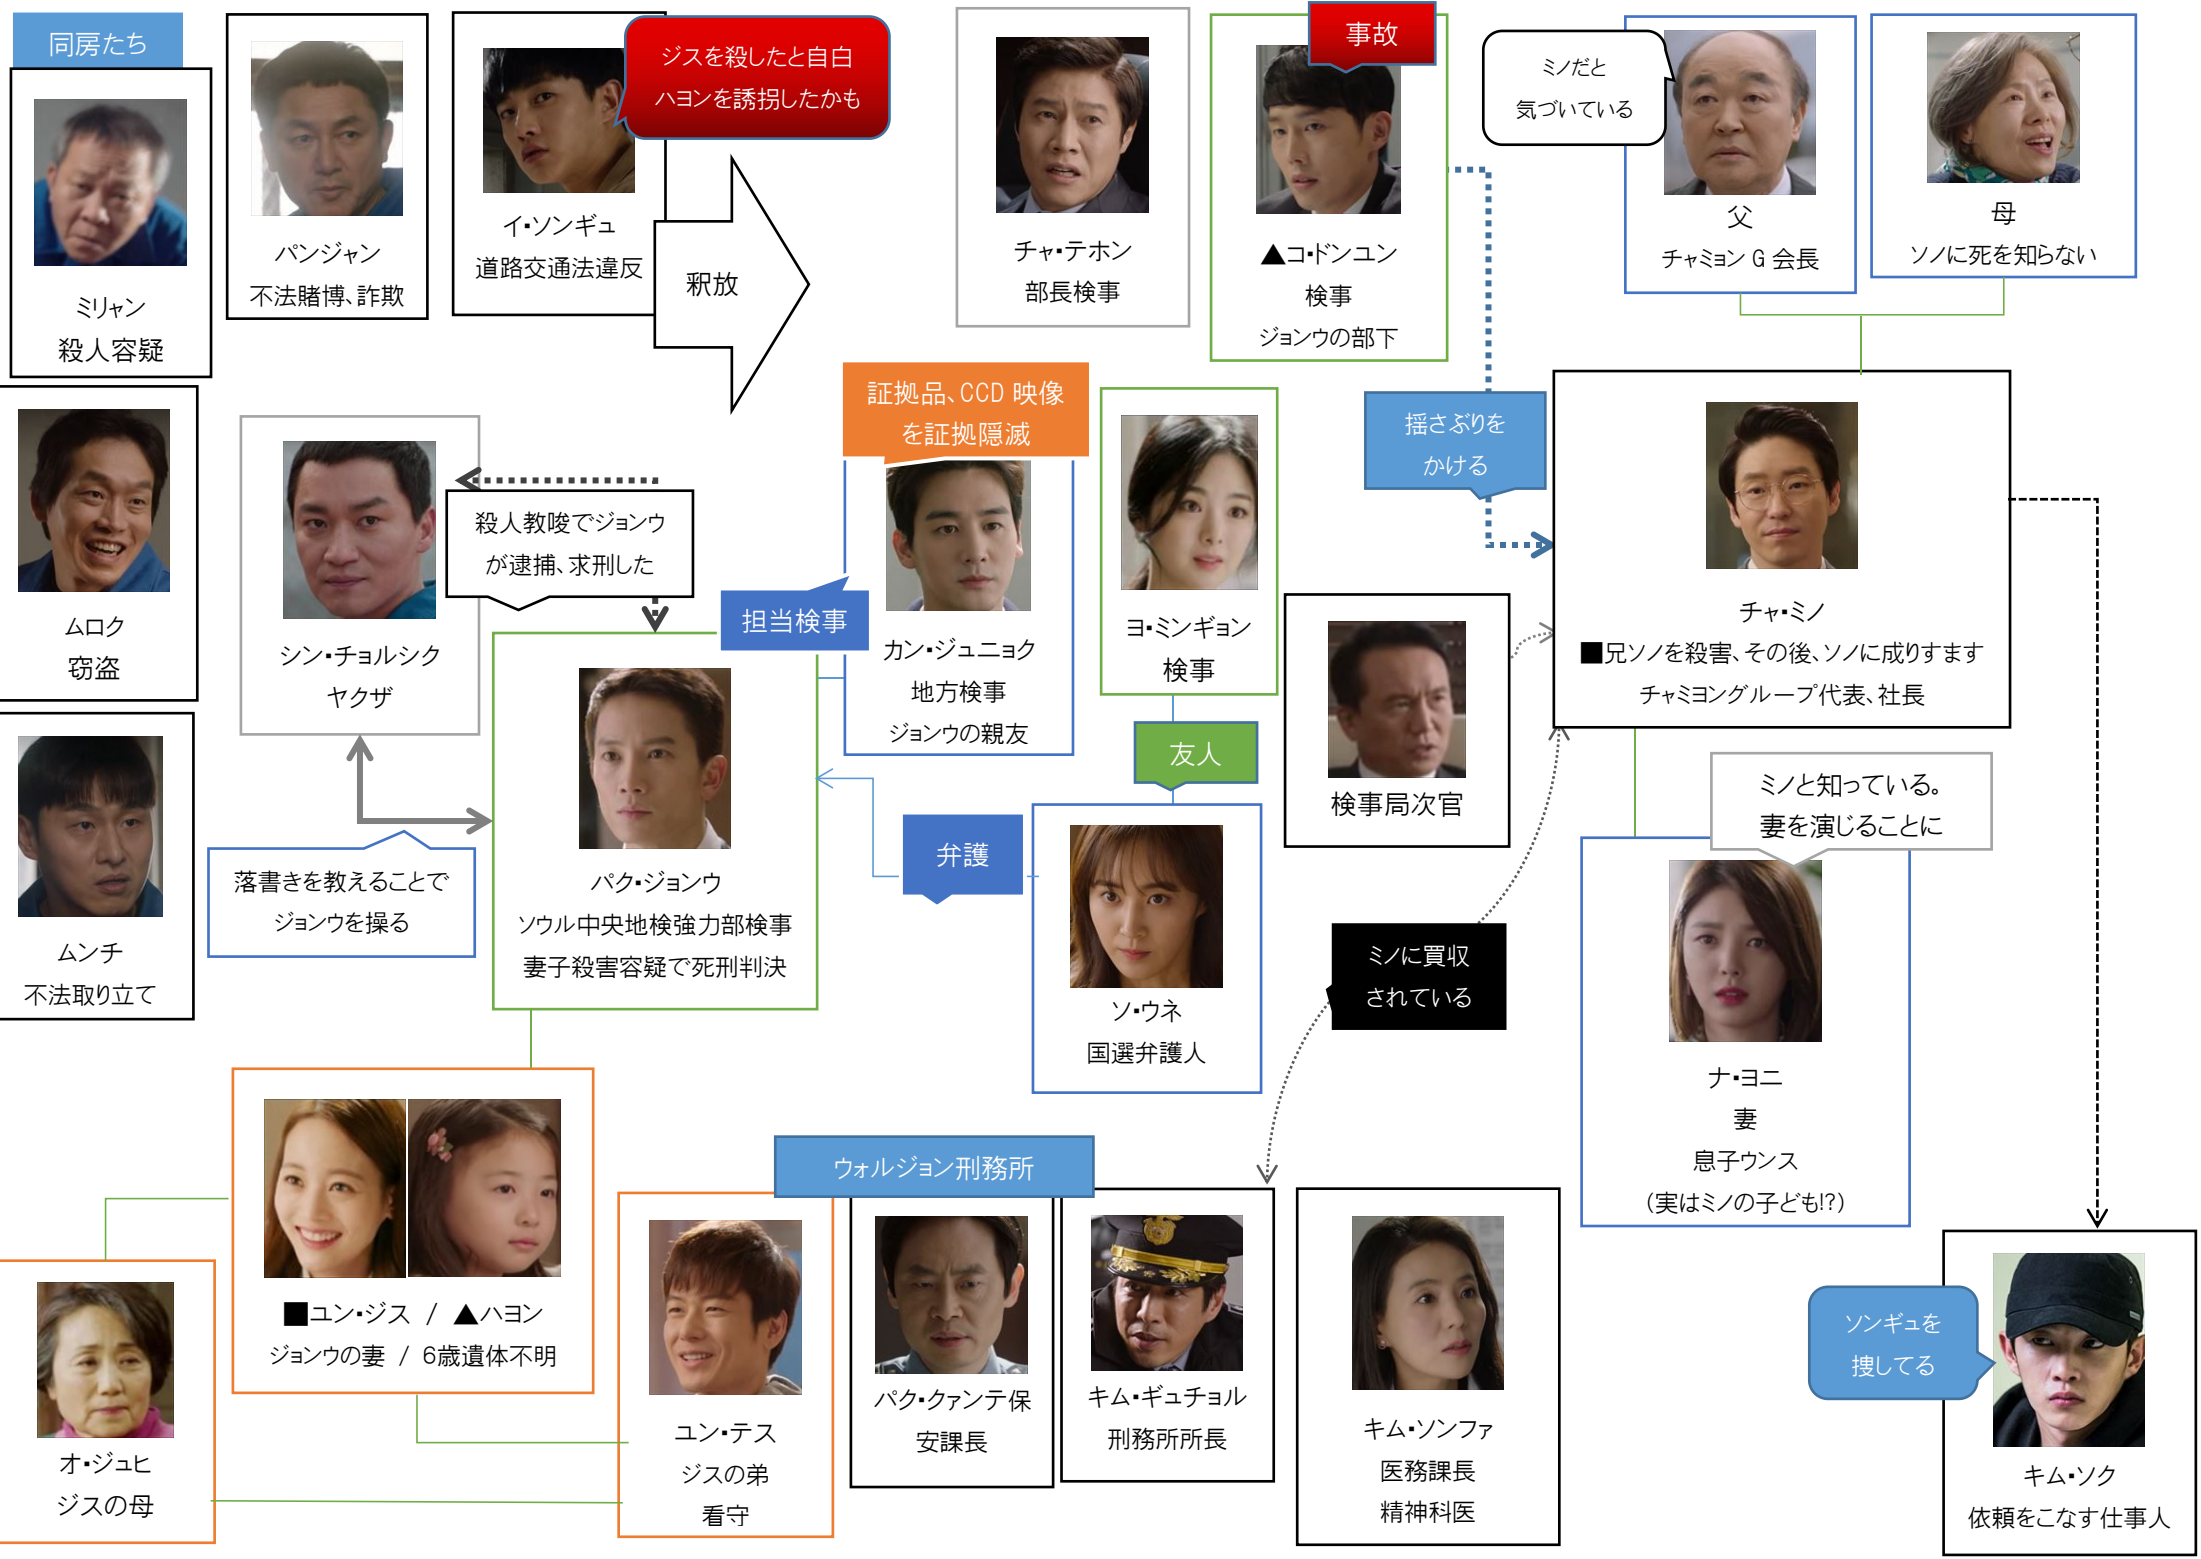 同房たち
ミリャン
殺人容疑
パンジャン
不法賭博、詐欺
イ・ソンギュ
道路交通法違反
ジスを殺したと自白
ハヨンを誘拐したかも
釈放
チャ・テホン
部長検事
事故
▲コ・ドンユン
検事
ジョンウの部下
ミノだと
気づいている
父
チャミョンG会長
母
ソノに死を知らない
ムロク
窃盗
シン・チョルシク
ヤクザ
殺人教唆でジョンウ
が逮捕、求刑した
証拠品、CCD映像
を証拠隠滅
担当検事
カン・ジュニョク
地方検事
ジョンウの親友
ヨ・ミンギョン
検事
友人
揺さぶりを
かける
チャ・ミノ
■兄ソノを殺害、その後、ソノに成りすます
チャミヨングループ代表、社長
検事局次官
ムンチ
不法取り立て
落書きを教えることで
ジョンウを操る
パク・ジョンウ
ソウル中央地検強力部検事
妻子殺害容疑で死刑判決
弁護
ソ・ウネ
国選弁護人
ミノに買収
されている
ミノと知っている。
妻を演じることに
ナ・ヨニ
妻
息子ウンス
(実はミノの子ども!?)
■ユン・ジス / ▲ハヨン
ジョンウの妻 / 6歳遺体不明
オ・ジュヒ
ジスの母
ユン・テス
ジスの弟
看守
ウォルジョン刑務所
パク・クァンテ保
安課長
キム・ギュチョル
刑務所所長
キム・ソンファ
医務課長
精神科医
ソンギュを
捜してる
キム・ソク
依頼をこなす仕事人